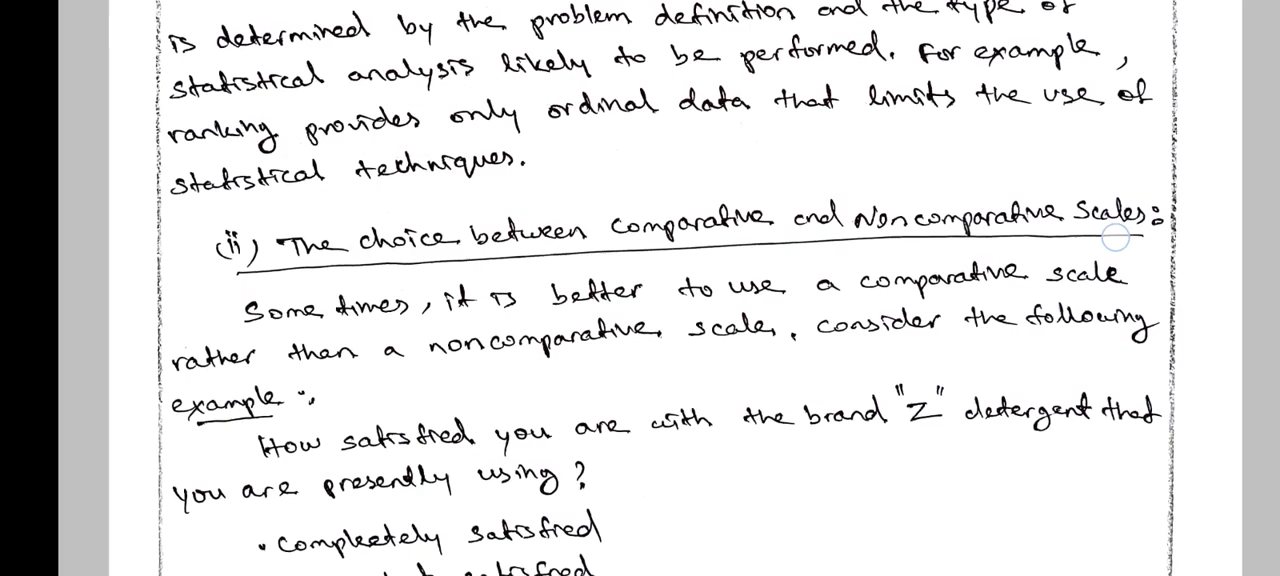 is determined by the problem definition and the type of
statistical analysis likely to be performed. For example,
ranking provides only ordinal data that limits the use of
statistical techniques.
(ii) The choice between comparative and Noncomparative Scales:
Some times, it is better to use a comparative scale
rather than a noncomparative scale. consider the following
example :
How satisfied you are with the brand "Z" detergent that
you are presently using?
• completely satisfied
satisfied